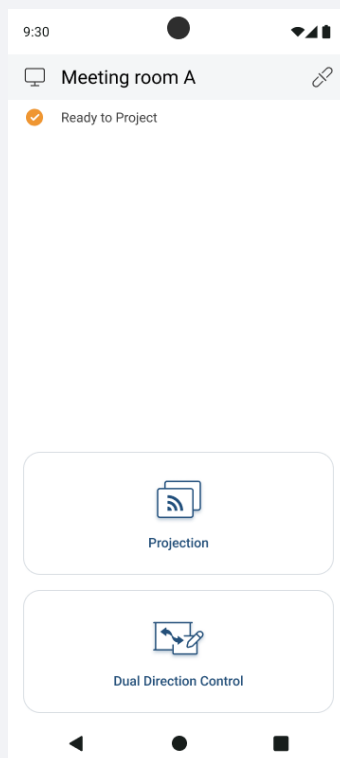 9:30
Meeting room A
Ready to Project
Projection
Dual Direction Control